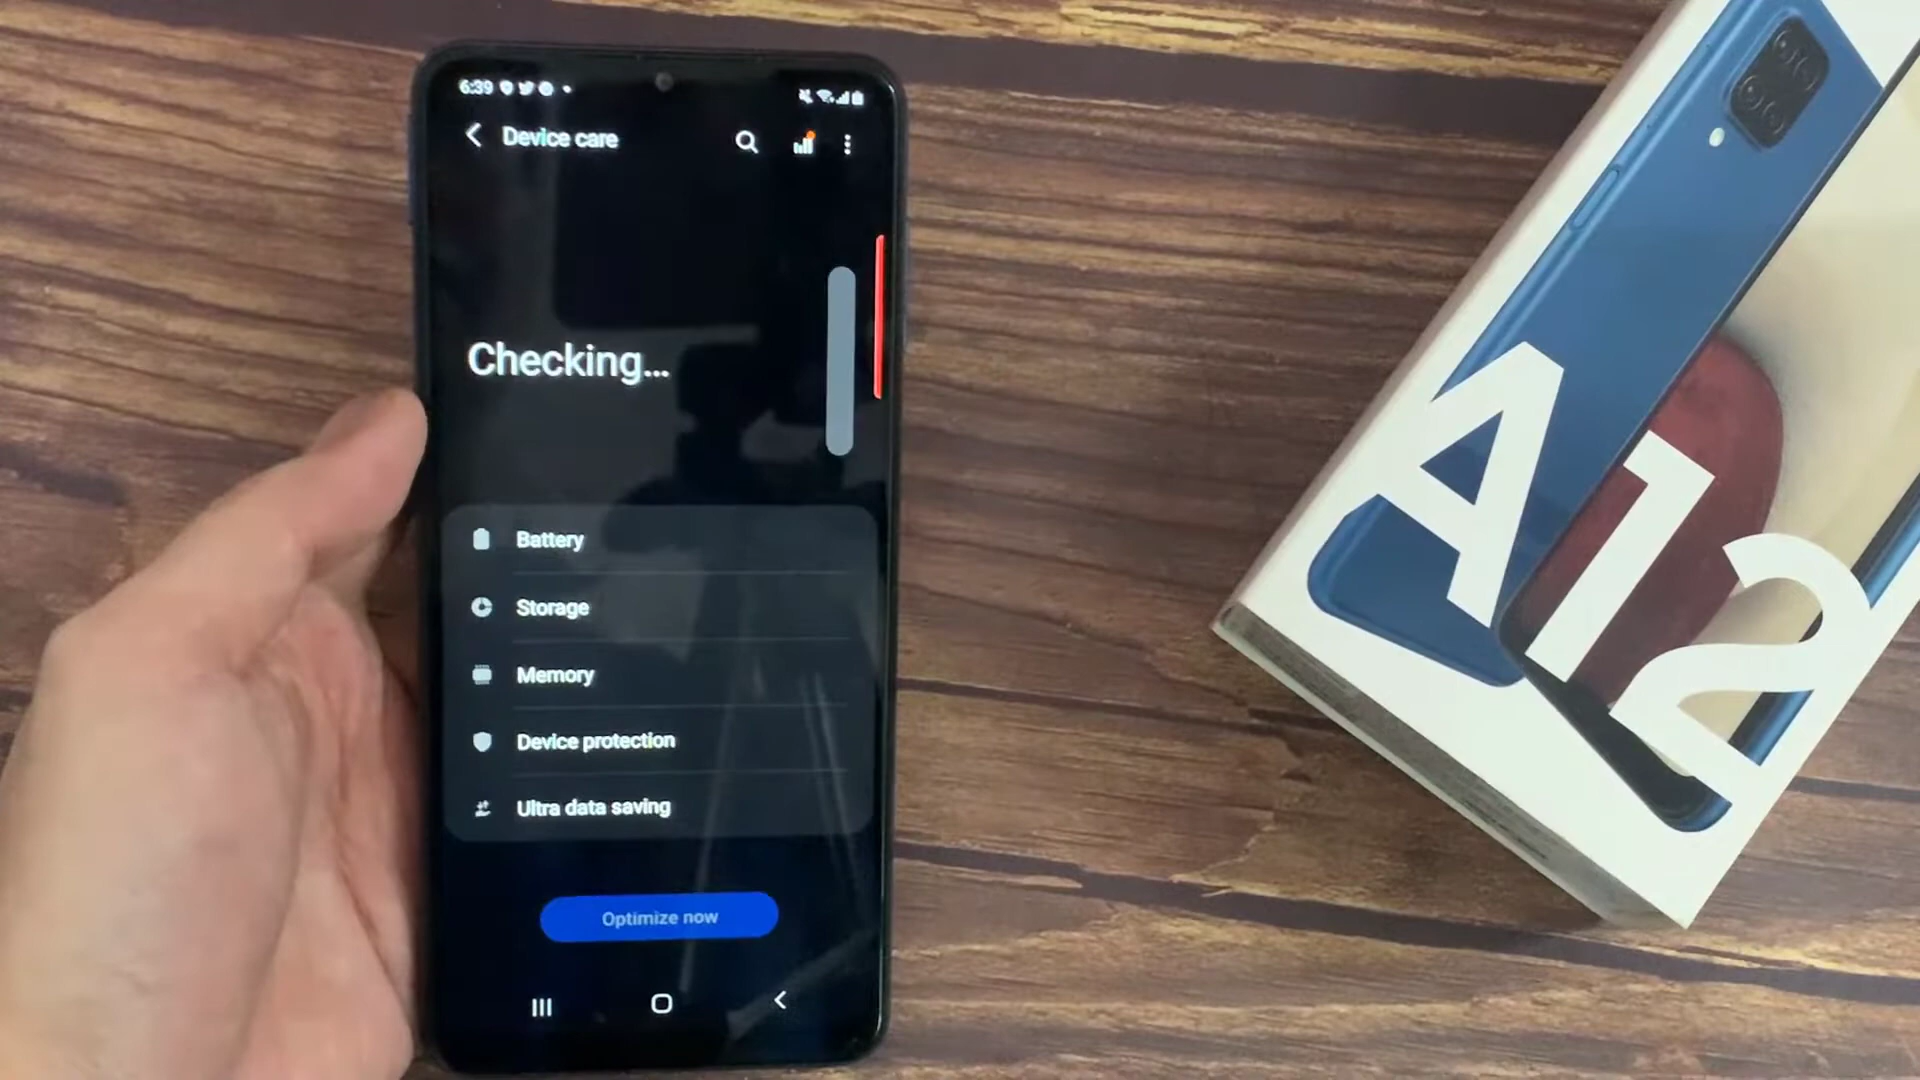 6:39
Device care
Checking...
Battery
Storage
Memory
Device protection
Ultra data saving
Optimize now
A12